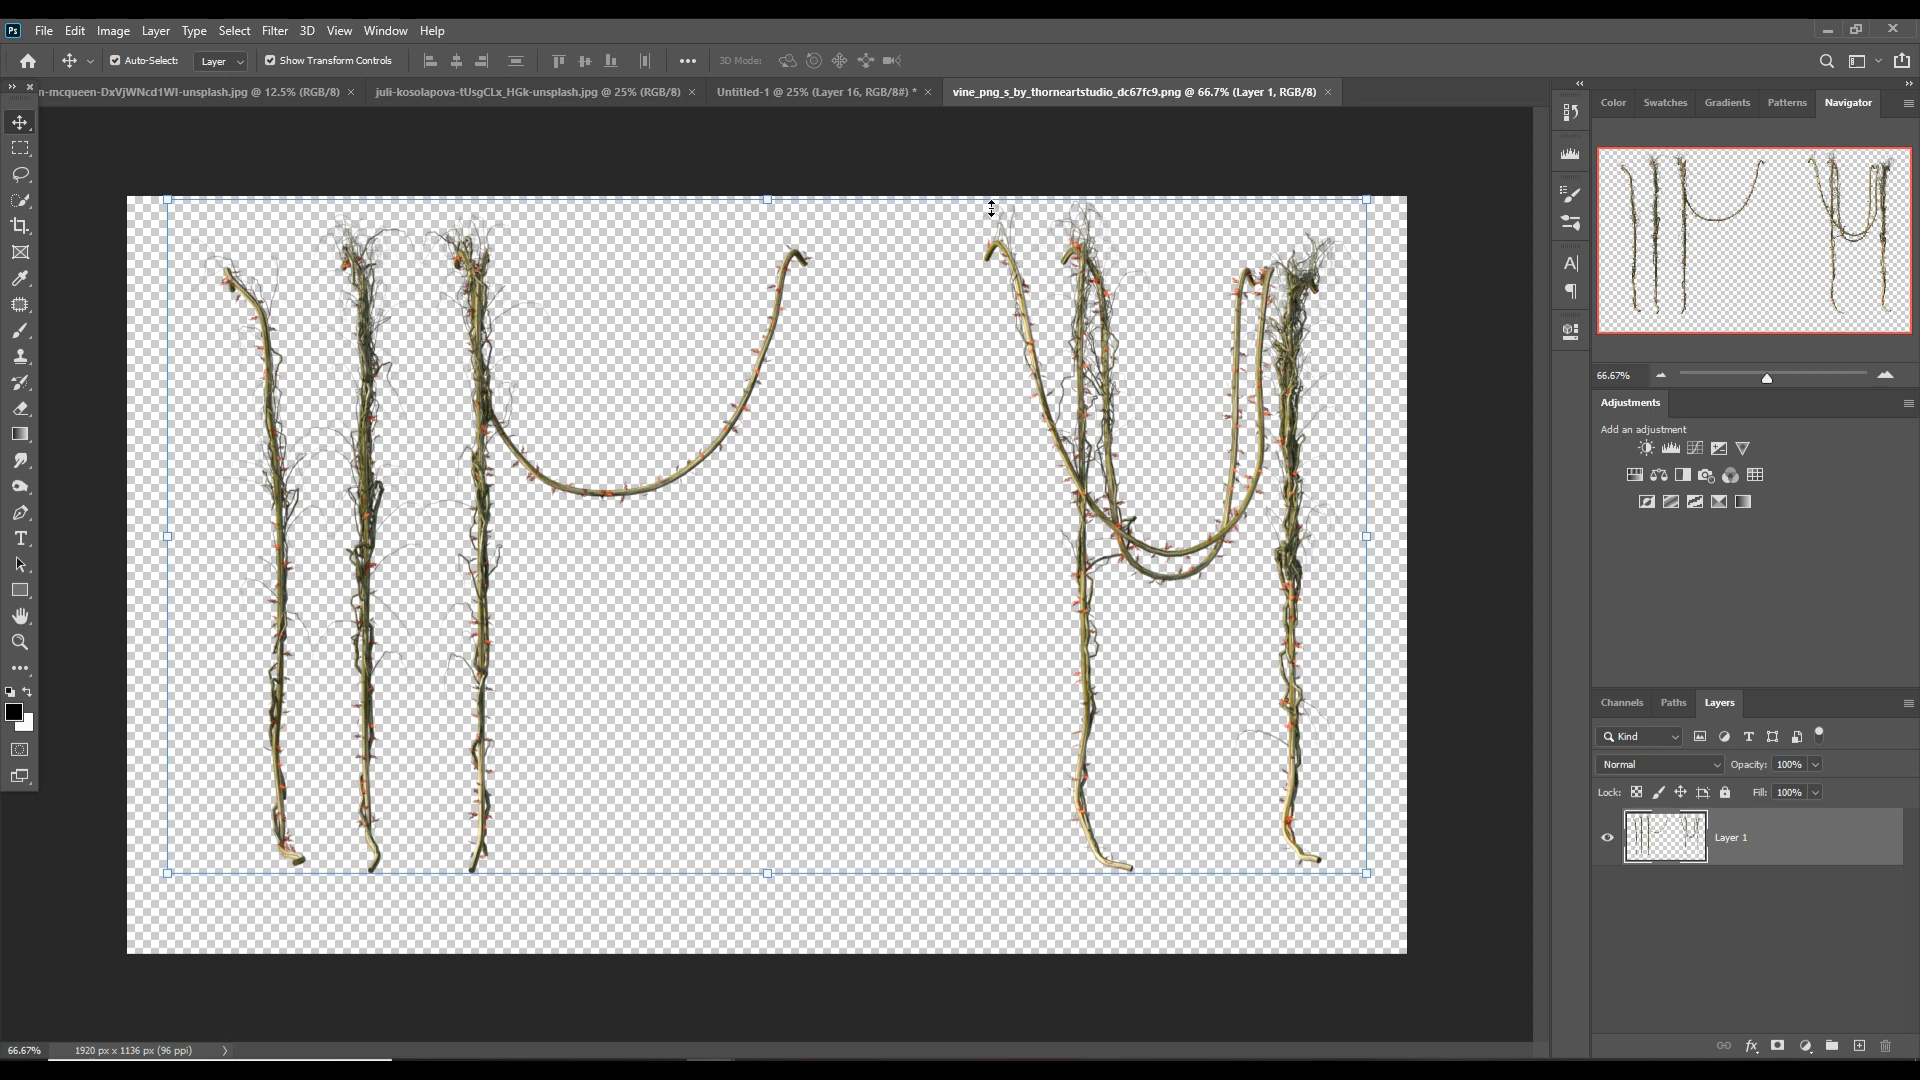 Ps File Edit Image Layer Type Select Filter 3D View Window Help
Auto-Select: Layer Show Transform Controls 3D Mode:
n-mcqueen-DxVjWNcd1WI-unsplash.jpg @ 12.5% (RGB/8) juli-kosolapova-tUsgCLx_HGk-unsplash.jpg @ 25% (RGB/8) Untitled-1 @ 25% (Layer 16, RGB/8#) * vine_png_s_by_thorneartstudio_dc67fc9.png @ 66.7% (Layer 1, RGB/8)
Color Swatches Gradients Patterns Navigator
66.67%
Adjustments
Add an adjustment
Channels Paths Layers
Kind
Normal Opacity: 100%
Lock: Fill: 100%
Layer 1
66.67% 1920 px x 1136 px (96 ppi)